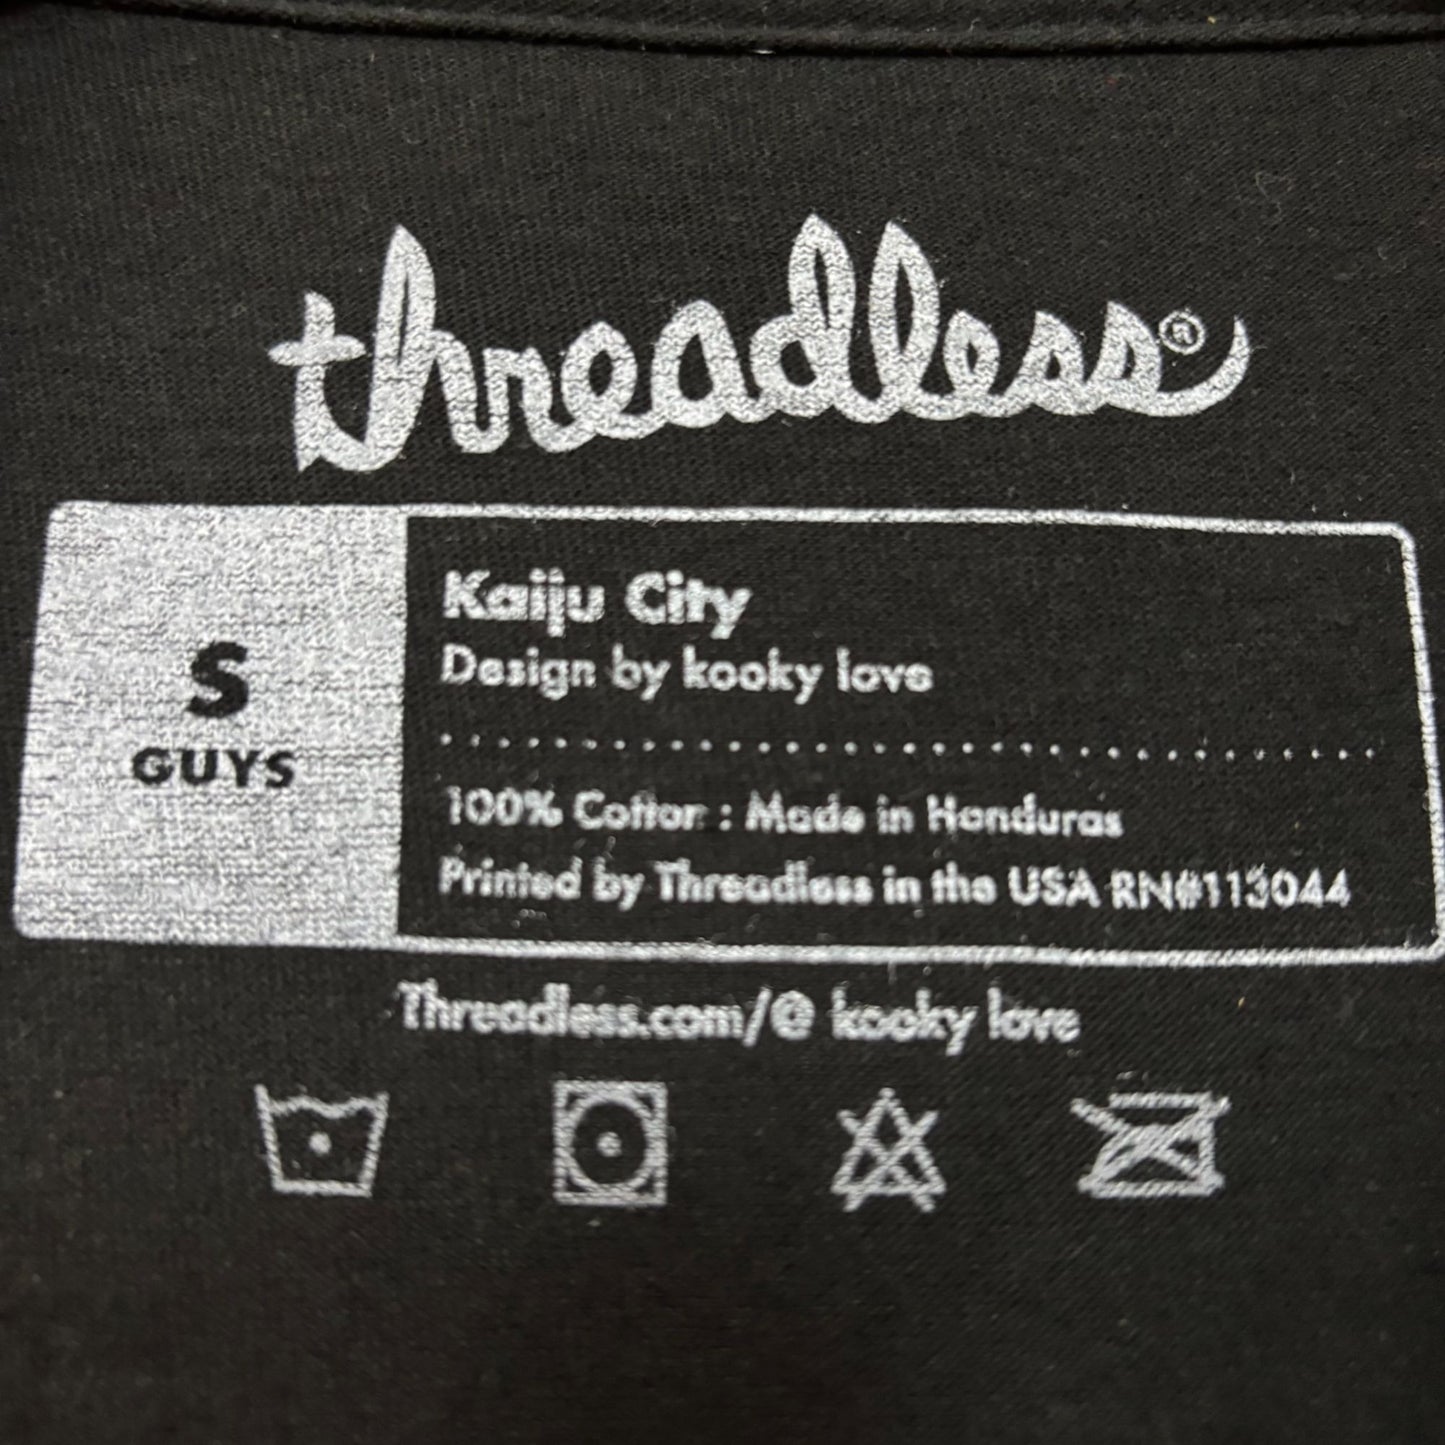 threadless®
S
GUYS
Kaiju City
Design by kooky love
100% Cotton : Made in Honduras
Printed by Threadless in the USA RN#113044
Threadless.com/@ kooky love